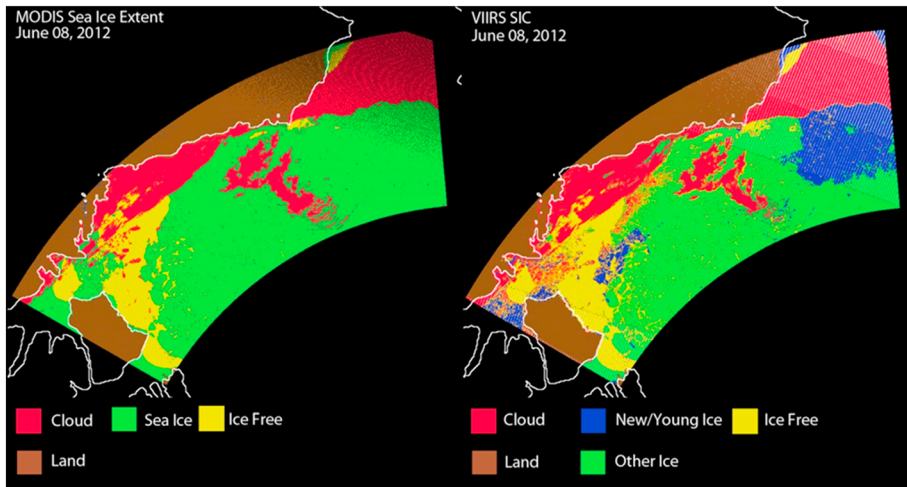 MODIS Sea Ice Extent
June 08, 2012
VIIRS SIC
June 08, 2012
Cloud
Sea Ice
Ice Free
Land
Cloud
New/Young Ice
Ice Free
Land
Other Ice